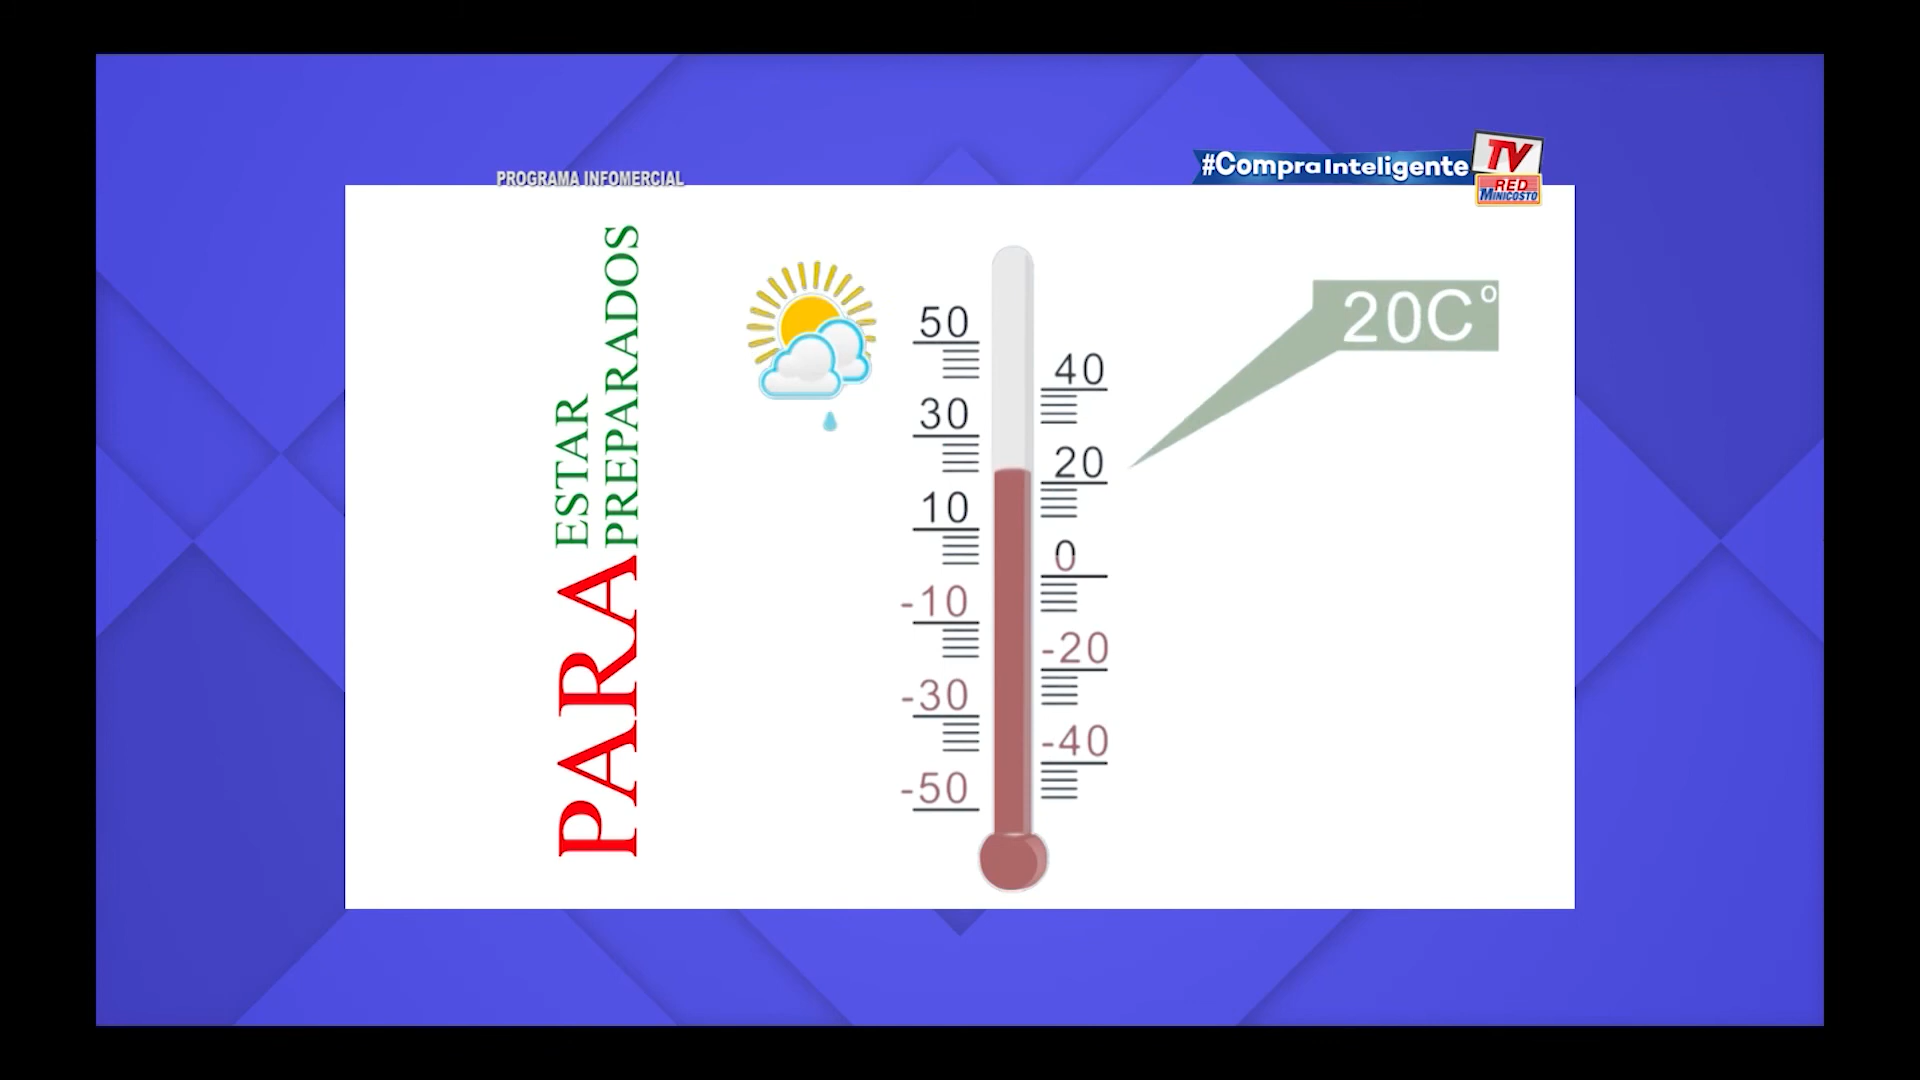 PROGRAMA INFOMERCIAL
#CompraInteligente
TV
RED
MINICOSTO
PARA
ESTAR
PREPARADOS
50
30
10
-10
-30
-50
40
20
0
-20
-40
20C°